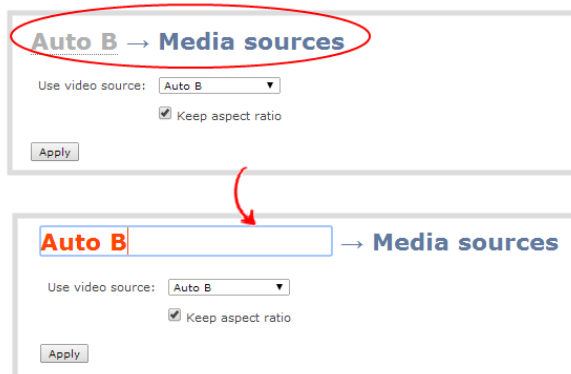 Auto B → Media sources
Use video source: Auto B
Keep aspect ratio
Apply
Auto B → Media sources
Use video source: Auto B
Keep aspect ratio
Apply